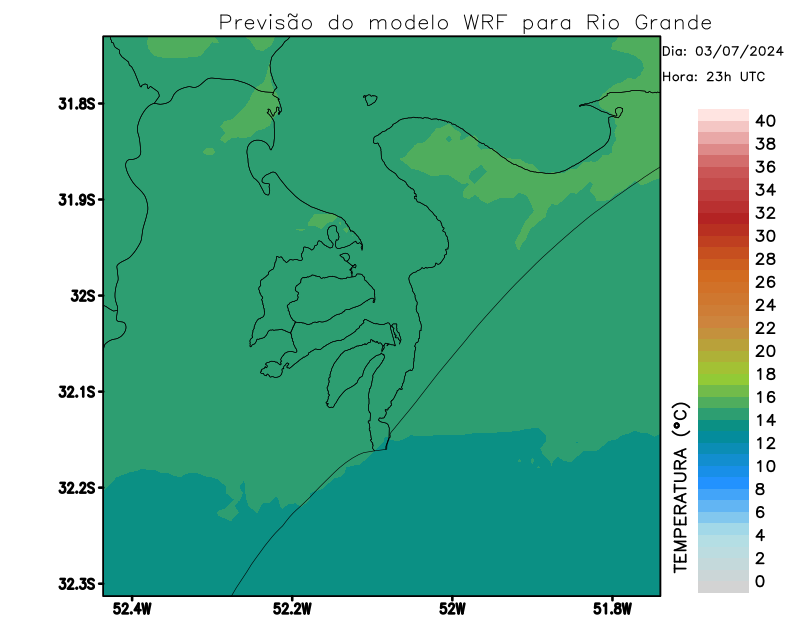 Previsão do modelo WRF para Rio Grande
Dia: 03/07/2024
Hora: 23h UTC
31.8S
31.9S
32S
32.1S
32.2S
32.3S
52.4W
52.2W
52W
51.8W
TEMPERATURA (°C)
40
38
36
34
32
30
28
26
24
22
20
18
16
14
12
10
8
6
4
2
0